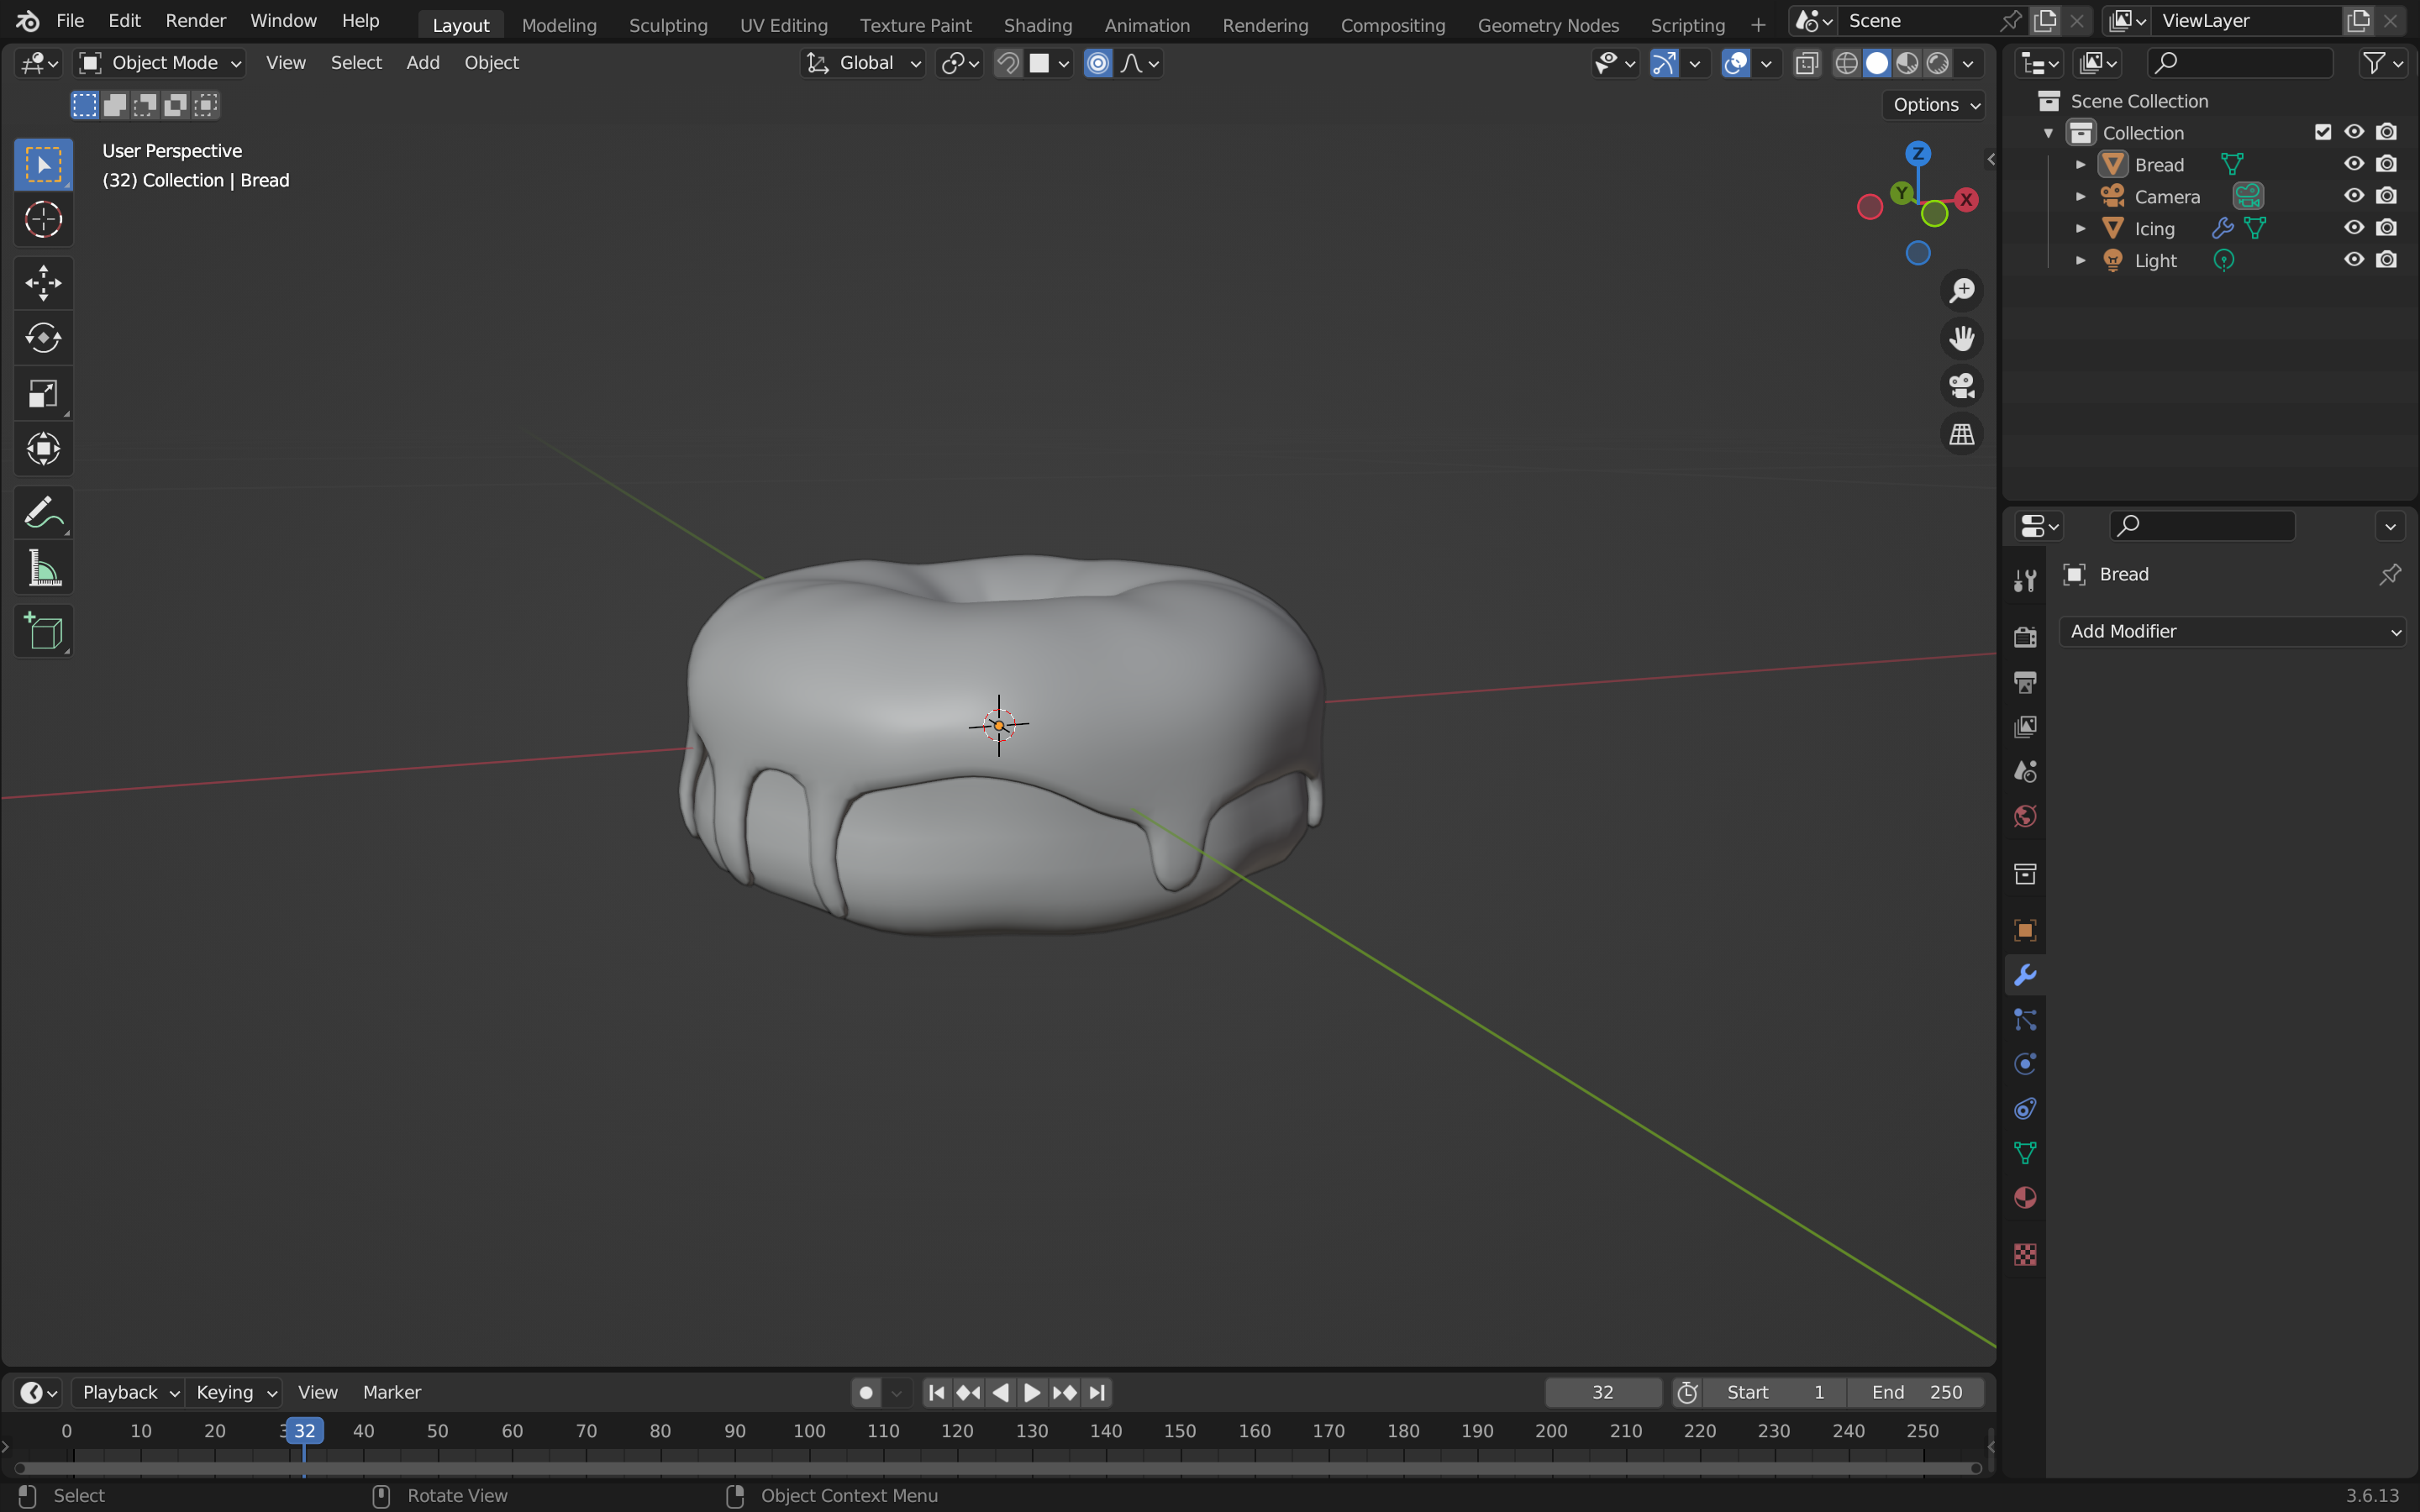 File Edit Render Window Help Layout Modeling Sculpting UV Editing Texture Paint Shading Animation Rendering Compositing Geometry Nodes Scripting + Scene ViewLayer
Object Mode View Select Add Object Global
Options
User Perspective
(32) Collection | Bread
Z
Y
X
Scene Collection
Collection
Bread
Camera
Icing
Light
Bread
Add Modifier
Playback Keying View Marker 32 Start 1 End 250
0 10 20 32 40 50 60 70 80 90 100 110 120 130 140 150 160 170 180 190 200 210 220 230 240 250
Select Rotate View Object Context Menu 3.6.13